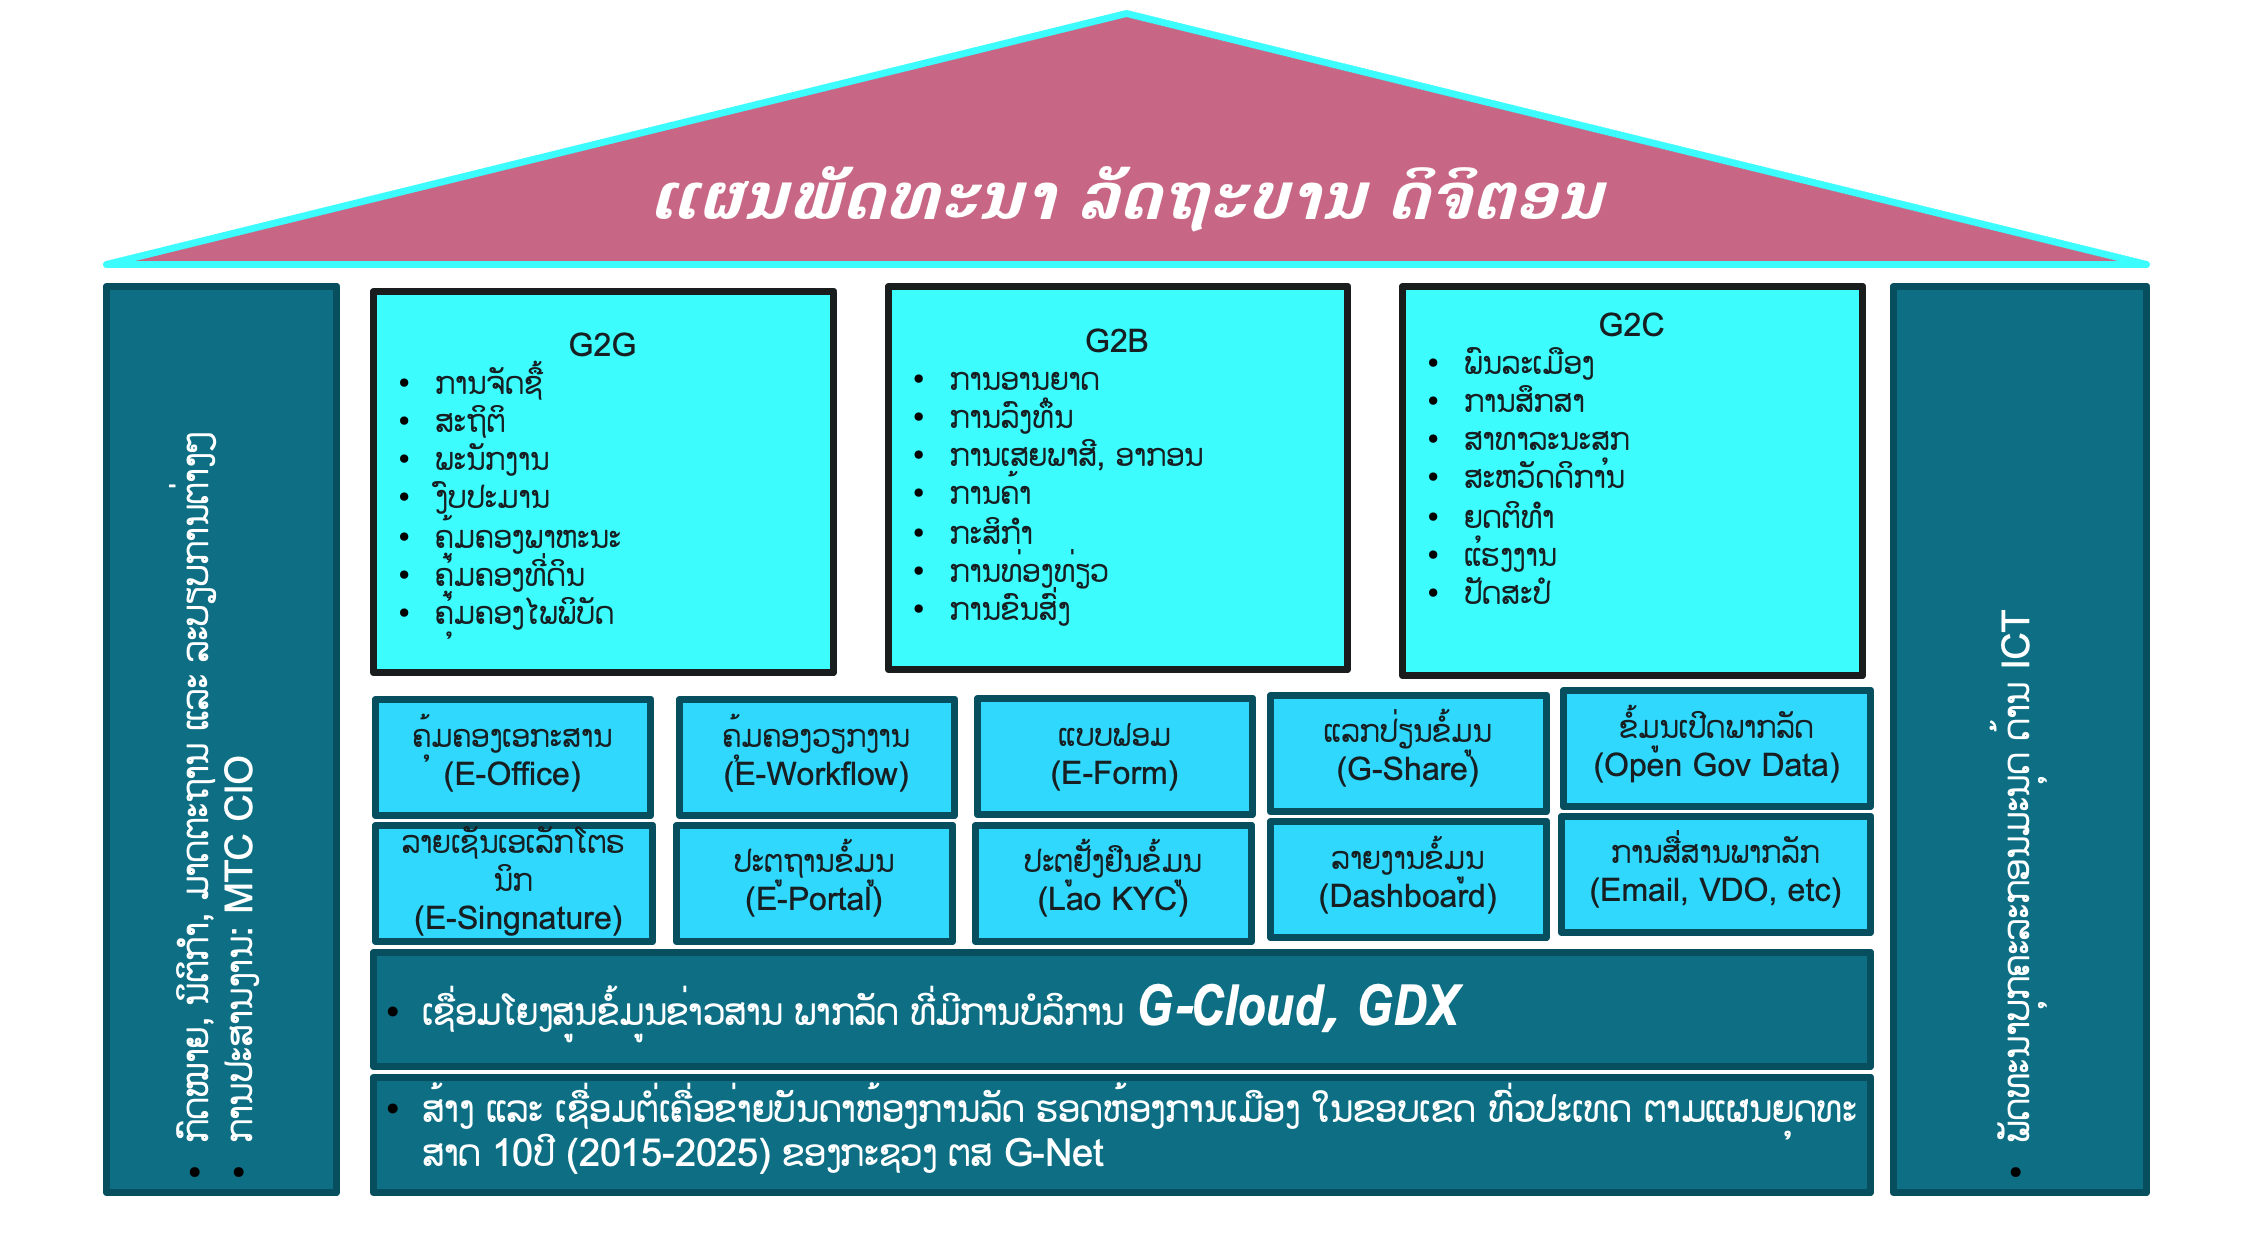 ແຜນພັດທະນາ ລັດຖະບານ ດິຈິຕອນ
• ກົດໝາຍ, ນິຕິກຳ, ມາດຕະຖານ ແລະ ລະບຽບການຕ່າງໆ
• ການປະສານງານ: MTC CIO
G2G
• ການຈັດຊື້
• ສະຖິຕິ
• ພະນັກງານ
• ງົບປະມານ
• ຄຸ້ມຄອງພາຫະນະ
• ຄຸ້ມຄອງທີ່ດິນ
• ຄຸ້ມຄອງໄພພິບັດ
G2B
• ການອານຍາດ
• ການລົງທຶນ
• ການເສຍພາສີ, ອາກອນ
• ການຄ້າ
• ກະສິກຳ
• ການທ່ອງທ່ຽວ
• ການຂົນສົ່ງ
G2C
• ພົນລະເມືອງ
• ການສຶກສາ
• ສາທາລະນະສຸກ
• ສະຫວັດດີການ
• ຍຸດຕິທຳ
• ແຮງງານ
• ປັດສະປໍ
ຄຸ້ມຄອງເອກະສານ
(E-Office)
ຄຸ້ມຄອງວຽກງານ
(E-Workflow)
ແບບຟອມ
(E-Form)
ແລກປ່ຽນຂໍ້ມູນ
(G-Share)
ຂໍ້ມູນເປີດພາກລັດ
(Open Gov Data)
ລາຍເຊັນເອເລັກໂຕຣ
ນິກ
(E-Singnature)
ປະຕູຖານຂໍ້ມູນ
(E-Portal)
ປະຕູຢັ້ງຢືນຂໍ້ມູນ
(Lao KYC)
ລາຍງານຂໍ້ມູນ
(Dashboard)
ການສື່ສານພາກລັກ
(Email, VDO, etc)
• ເຊື່ອມໂຍງສູນຂໍ້ມູນຂ່າວສານ ພາກລັດ ທີ່ມີການບໍລິການ G-Cloud, GDX
• ສ້າງ ແລະ ເຊື່ອມຕໍ່ເຄືອຂ່າຍບັນດາຫ້ອງການລັດ ຮອດຫ້ອງການເມືອງ ໃນຂອບເຂດ ທົ່ວປະເທດ ຕາມແຜນຍຸດທະ
ສາດ 10ປີ (2015-2025) ຂອງກະຊວງ ຕສ G-Net
• ພັດທະນາບຸກຄະລະກອນມະນຸດ ດ້ານ ICT